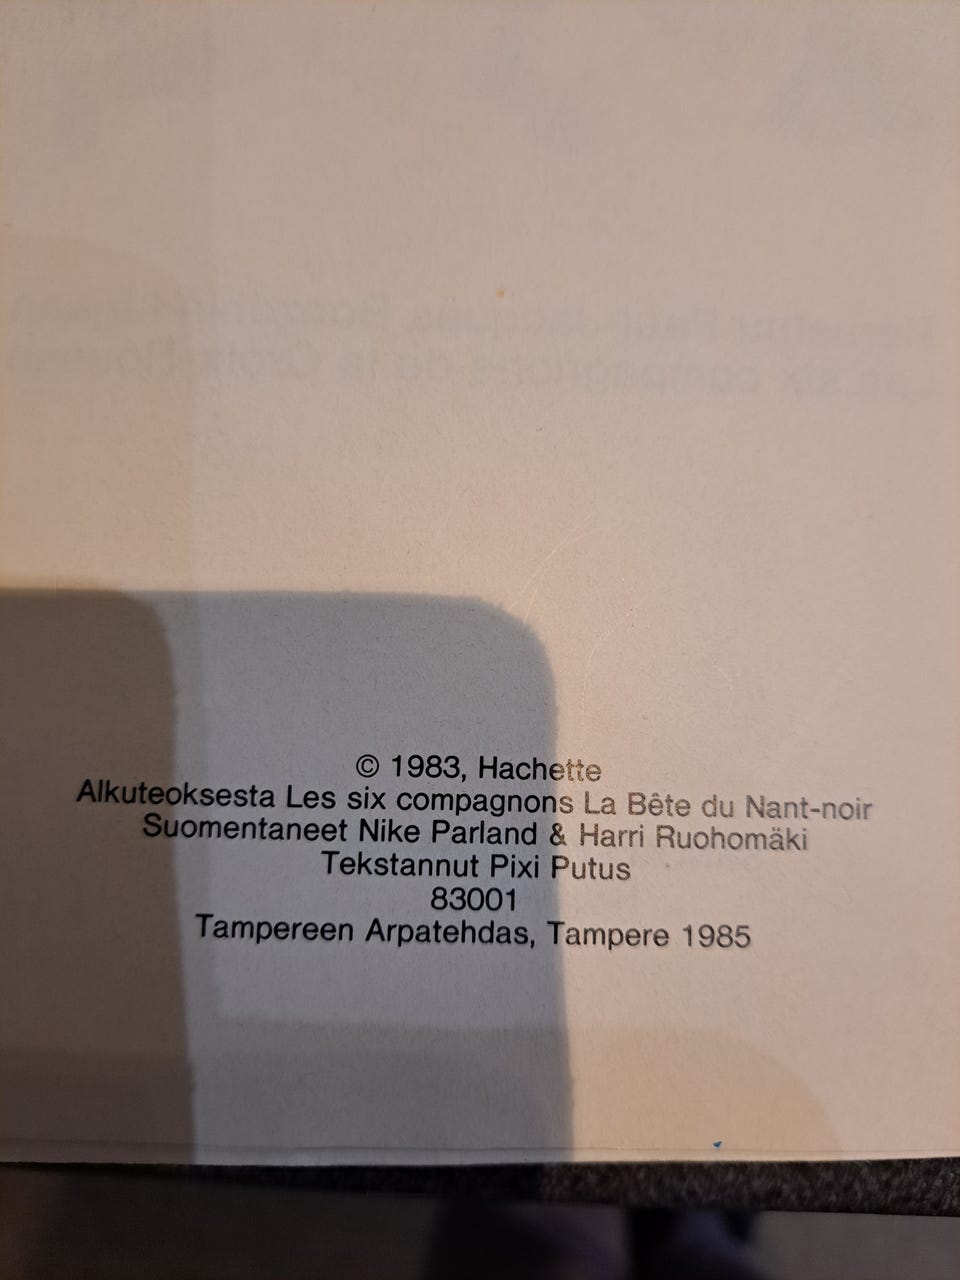 © 1983, Hachette
Alkuteoksesta Les six compagnons La Bête du Nant-noir
Suomentaneet Nike Parland & Harri Ruohomäki
Tekstannut Pixi Putus
83001
Tampereen Arpatehdas, Tampere 1985